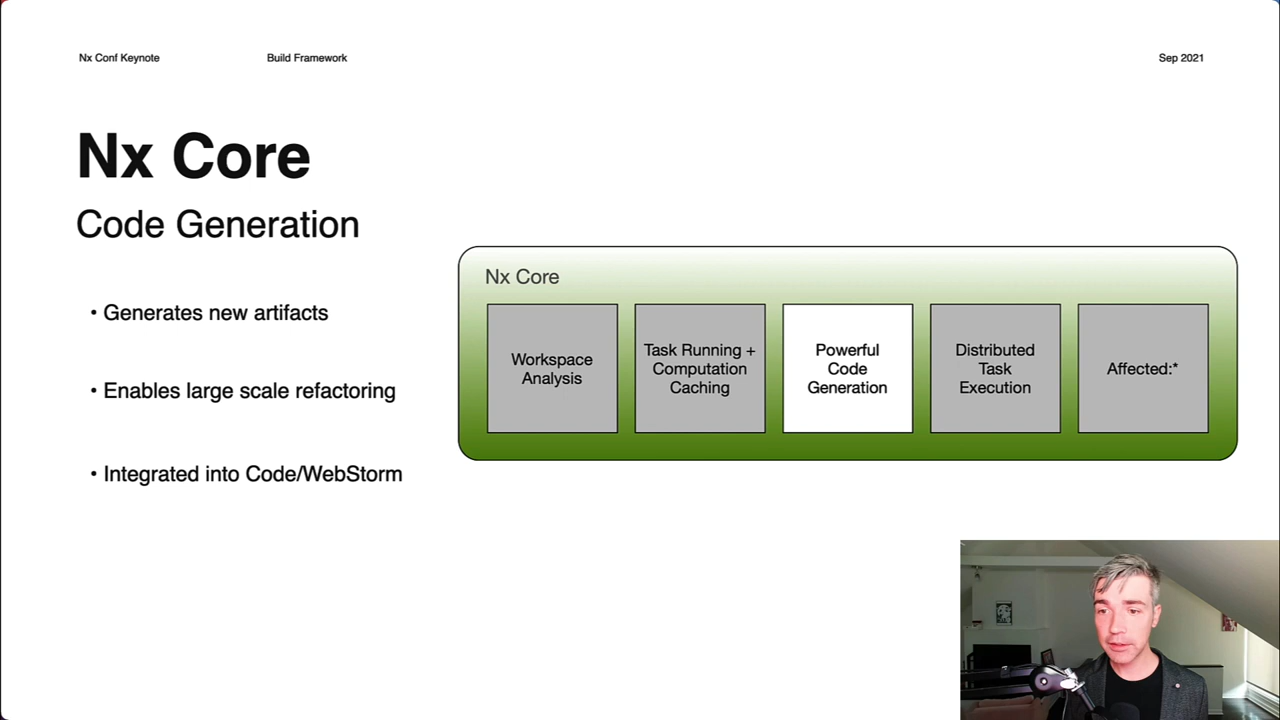 Nx Conf Keynote
Build Framework
Sep 2021
Nx Core
Code Generation
• Generates new artifacts
• Enables large scale refactoring
• Integrated into Code/WebStorm
Nx Core
Workspace
Analysis
Task Running +
Computation
Caching
Powerful
Code
Generation
Distributed
Task
Execution
Affected:*